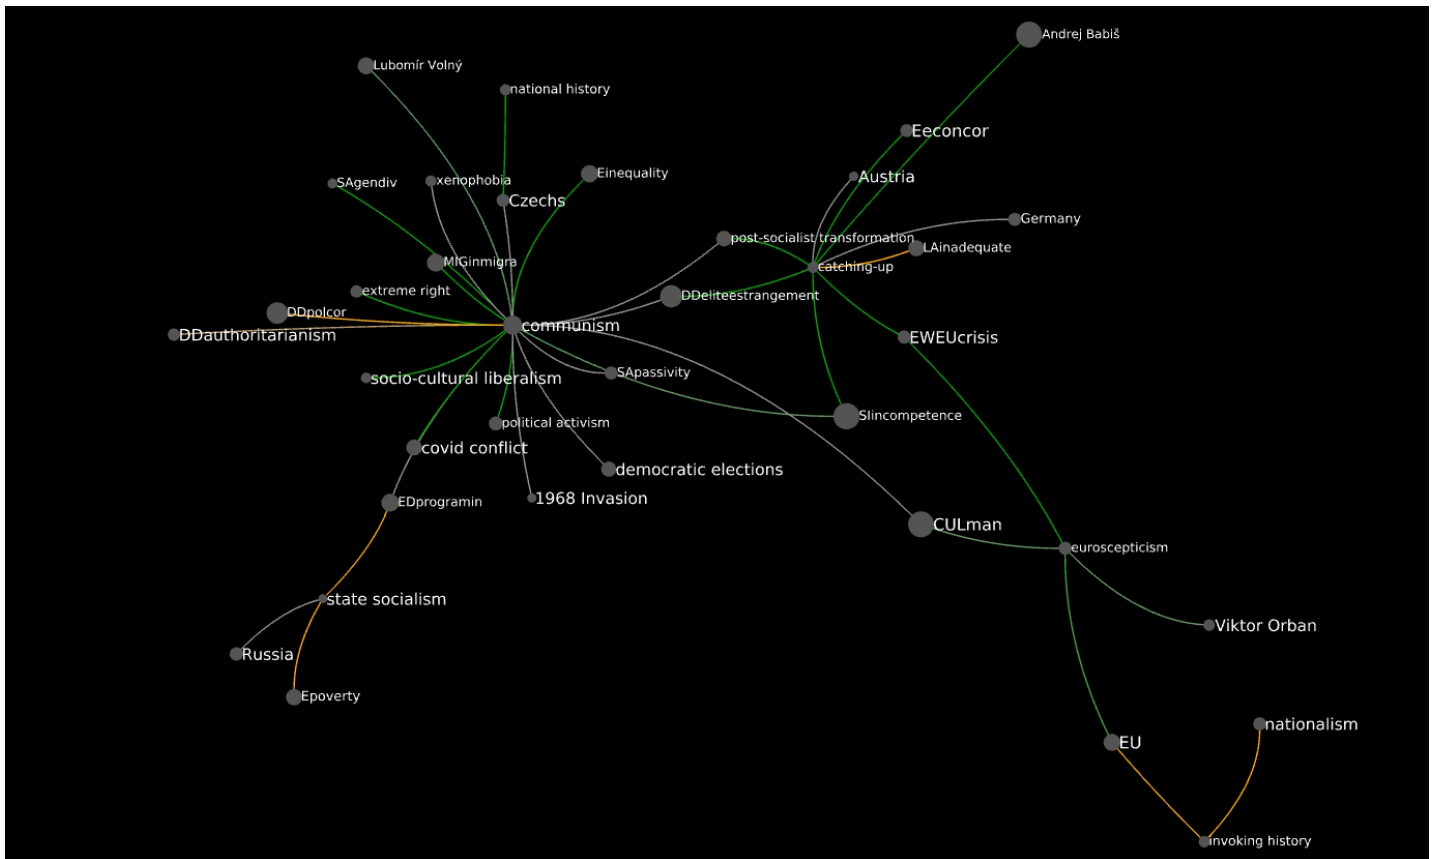 Andrej Babiš
Lubomír Volný
national history
Eeconcor
Einequality
Austria
SAgendiv
xenophobia
Czechs
Germany
post-socialist transformation
LAinadequate
MIGinmigra
catching-up
extreme right
DDeliteestrangement
DDpolcor
communism
DDauthoritarianism
EWEUcrisis
SApassivity
socio-cultural liberalism
SIincompetence
political activism
covid conflict
democratic elections
1968 Invasion
EDprogramin
CULman
euroscepticism
state socialism
Viktor Orban
Russia
Epoverty
nationalism
EU
invoking history